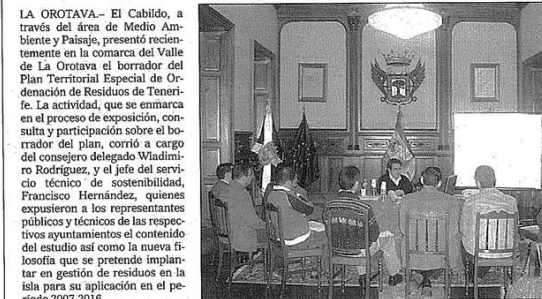 LA OROTAVA.– El Cabildo, a
través del área de Medio Am-
biente y Paisaje, presentó recien-
temente en la comarca del Valle
de La Orotava el borrador del
Plan Territorial Especial de Or-
denación de Residuos de Teneri-
fe. La actividad, que se enmarca
en el proceso de exposición, con-
sulta y participación sobre el bo-
rrador del plan, corrió a cargo
del consejero delegado Wladimi-
ro Rodríguez, y el jefe del servi-
cio técnico de sostenibilidad,
Francisco Hernández, quienes
expusieron a los representantes
públicos y técnicos de las respec-
tivos ayuntamientos el contenido
del estudio así como la nueva fi-
losofía que se pretende implan-
tar en gestión de residuos en la
isla para su aplicación en el pe-
ríodo 2007-2016